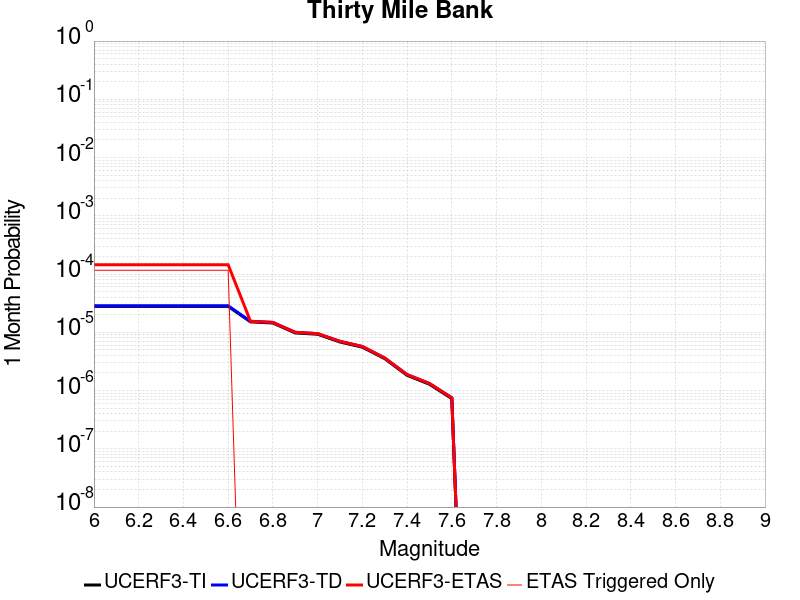 Thirty Mile Bank
10^0
10^-1
10^-2
10^-3
10^-4
10^-5
10^-6
10^-7
10^-8
1 Month Probability
6 6.2 6.4 6.6 6.8 7 7.2 7.4 7.6 7.8 8 8.2 8.4 8.6 8.8 9
Magnitude
UCERF3-TI UCERF3-TD UCERF3-ETAS ETAS Triggered Only